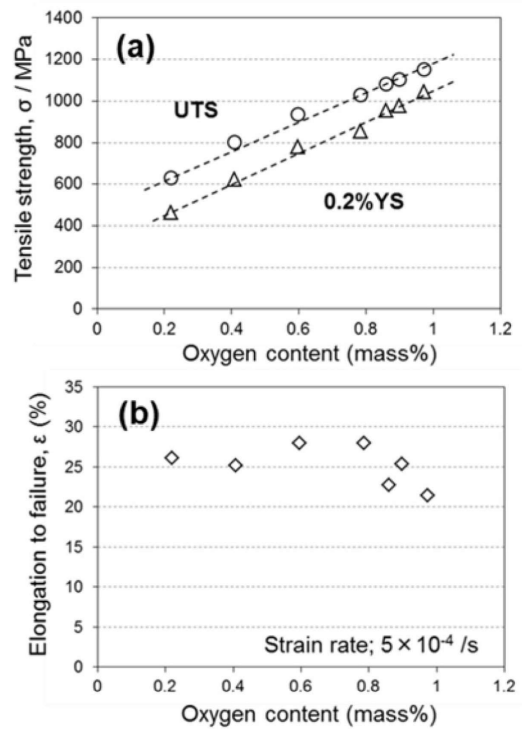 (a)
Tensile strength, σ / MPa
1400
1200
1000
800
600
400
200
0
UTS
0.2%YS
0 0.2 0.4 0.6 0.8 1 1.2
Oxygen content (mass%)
(b)
Elongation to failure, ε (%)
35
30
25
20
15
10
5
0
Strain rate; 5×10⁻⁴ /s
0 0.2 0.4 0.6 0.8 1 1.2
Oxygen content (mass%)